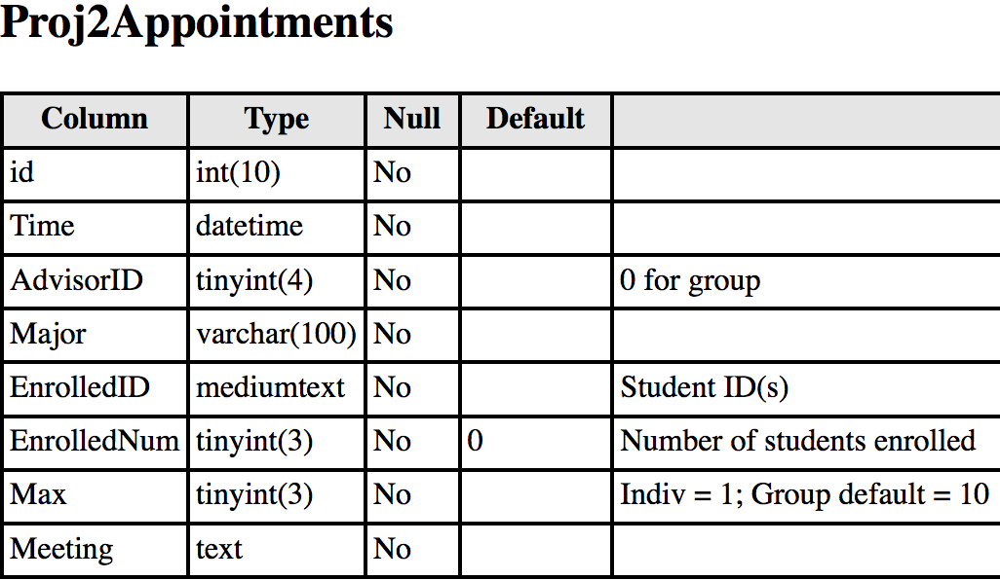 Proj2Appointments
Column Type Null Default
id int(10) No
Time datetime No
AdvisorID tinyint(4) No 0 for group
Major varchar(100) No
EnrolledID mediumtext No Student ID(s)
EnrolledNum tinyint(3) No 0 Number of students enrolled
Max tinyint(3) No Indiv = 1; Group default = 10
Meeting text No